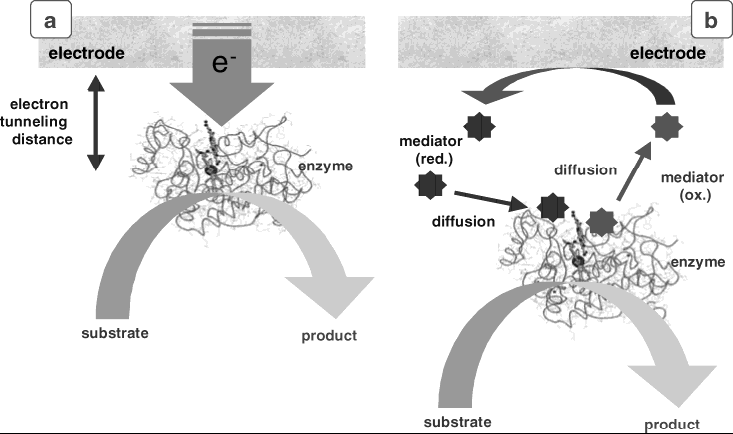 a
electrode
e-
electron
tunneling
distance
enzyme
substrate
product
b
electrode
mediator
(red.)
diffusion
diffusion
mediator
(ox.)
enzyme
substrate
product